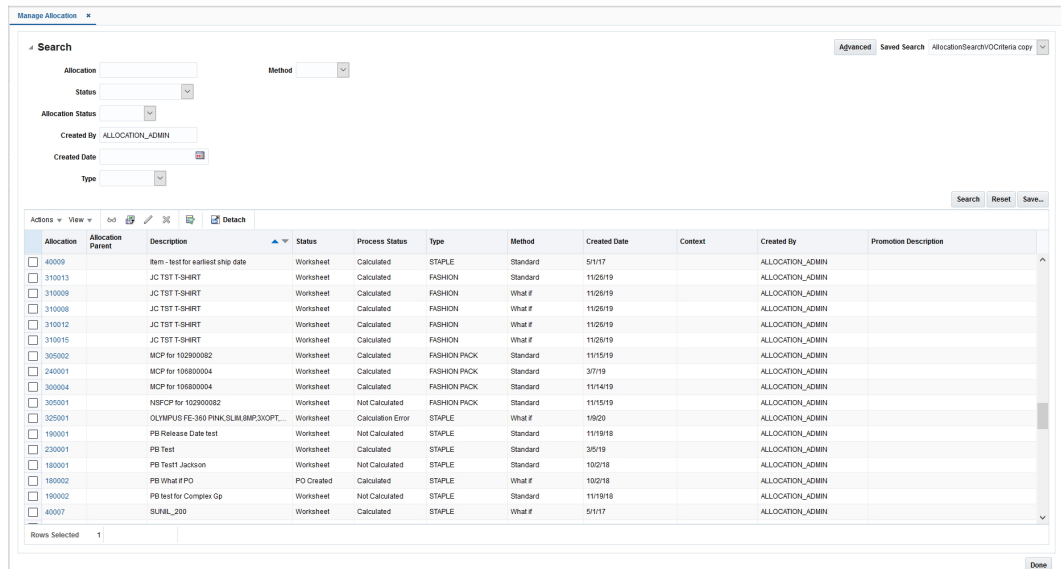 Manage Allocation ×
Search
Advanced Saved Search AllocationSearchVOCriteria copy
Allocation Method
Status
Allocation Status
Created By ALLOCATION_ADMIN
Created Date
Type
Search Reset Save...
Actions View Detach
Allocation Allocation Parent Description Status Process Status Type Method Created Date Context Created By Promotion Description
40009 Item - test for earliest ship date Worksheet Calculated STAPLE Standard 5/1/17 ALLOCATION_ADMIN
310013 JC TST T-SHIRT Worksheet Calculated FASHION Standard 11/26/19 ALLOCATION_ADMIN
310009 JC TST T-SHIRT Worksheet Calculated FASHION What if 11/26/19 ALLOCATION_ADMIN
310008 JC TST T-SHIRT Worksheet Calculated FASHION What if 11/26/19 ALLOCATION_ADMIN
310012 JC TST T-SHIRT Worksheet Calculated FASHION What if 11/26/19 ALLOCATION_ADMIN
310015 JC TST T-SHIRT Worksheet Calculated FASHION What if 11/26/19 ALLOCATION_ADMIN
305002 MCP for 102900082 Worksheet Calculated FASHION PACK Standard 11/15/19 ALLOCATION_ADMIN
240001 MCP for 106800004 Worksheet Calculated FASHION PACK Standard 3/7/19 ALLOCATION_ADMIN
300004 MCP for 106800004 Worksheet Calculated FASHION PACK Standard 11/14/19 ALLOCATION_ADMIN
305001 NSFCP for 102900082 Worksheet Not Calculated FASHION PACK Standard 11/15/19 ALLOCATION_ADMIN
325001 OLYMPUS FE-360 PINK,SLIM,8MP,3XOPT,... Worksheet Calculation Error STAPLE What if 1/9/20 ALLOCATION_ADMIN
190001 PB Release Date test Worksheet Not Calculated STAPLE Standard 11/19/18 ALLOCATION_ADMIN
230001 PB Test Worksheet Calculated STAPLE Standard 3/5/19 ALLOCATION_ADMIN
180001 PB Test1 Jackson Worksheet Not Calculated STAPLE Standard 10/2/18 ALLOCATION_ADMIN
180002 PB What if PO PO Created Calculated STAPLE What if 10/2/18 ALLOCATION_ADMIN
190002 PB test for Complex Gp Worksheet Not Calculated STAPLE Standard 11/19/18 ALLOCATION_ADMIN
40007 SUNIL_200 Worksheet Calculated STAPLE What if 5/1/17 ALLOCATION_ADMIN
Rows Selected 1
Done